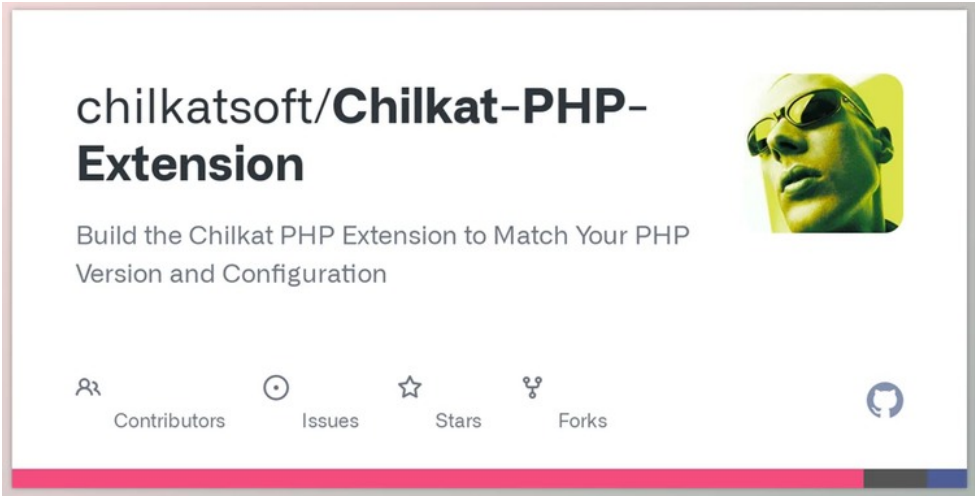 chilkatsoft/Chilkat-PHP-
Extension
Build the Chilkat PHP Extension to Match Your PHP
Version and Configuration
Contributors
Issues
Stars
Forks